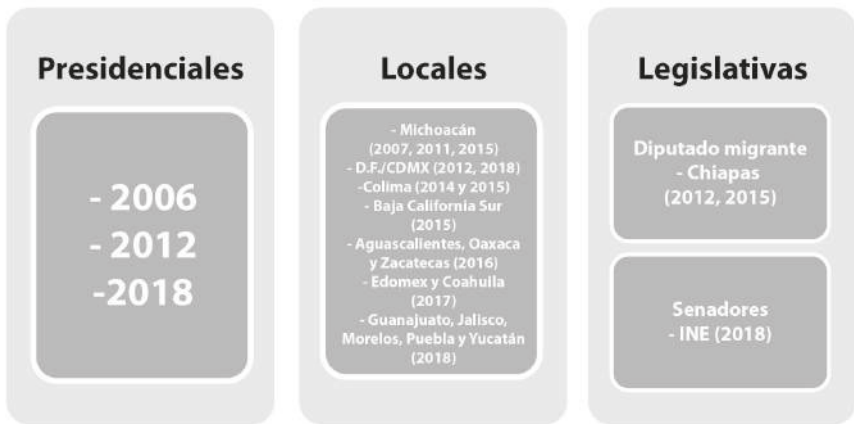 Presidenciales
- 2006
- 2012
-2018
Locales
- Michoacán
(2007, 2011, 2015)
- D.F./CDMX (2012, 2018)
-Colima (2014 y 2015)
- Baja California Sur
(2015)
- Aguascalientes, Oaxaca
y Zacatecas (2016)
- Edomex y Coahuila
(2017)
- Guanajuato, Jalisco,
Morelos, Puebla y Yucatán
(2018)
Legislativas
Diputado migrante
- Chiapas
(2012, 2015)
Senadores
- INE (2018)